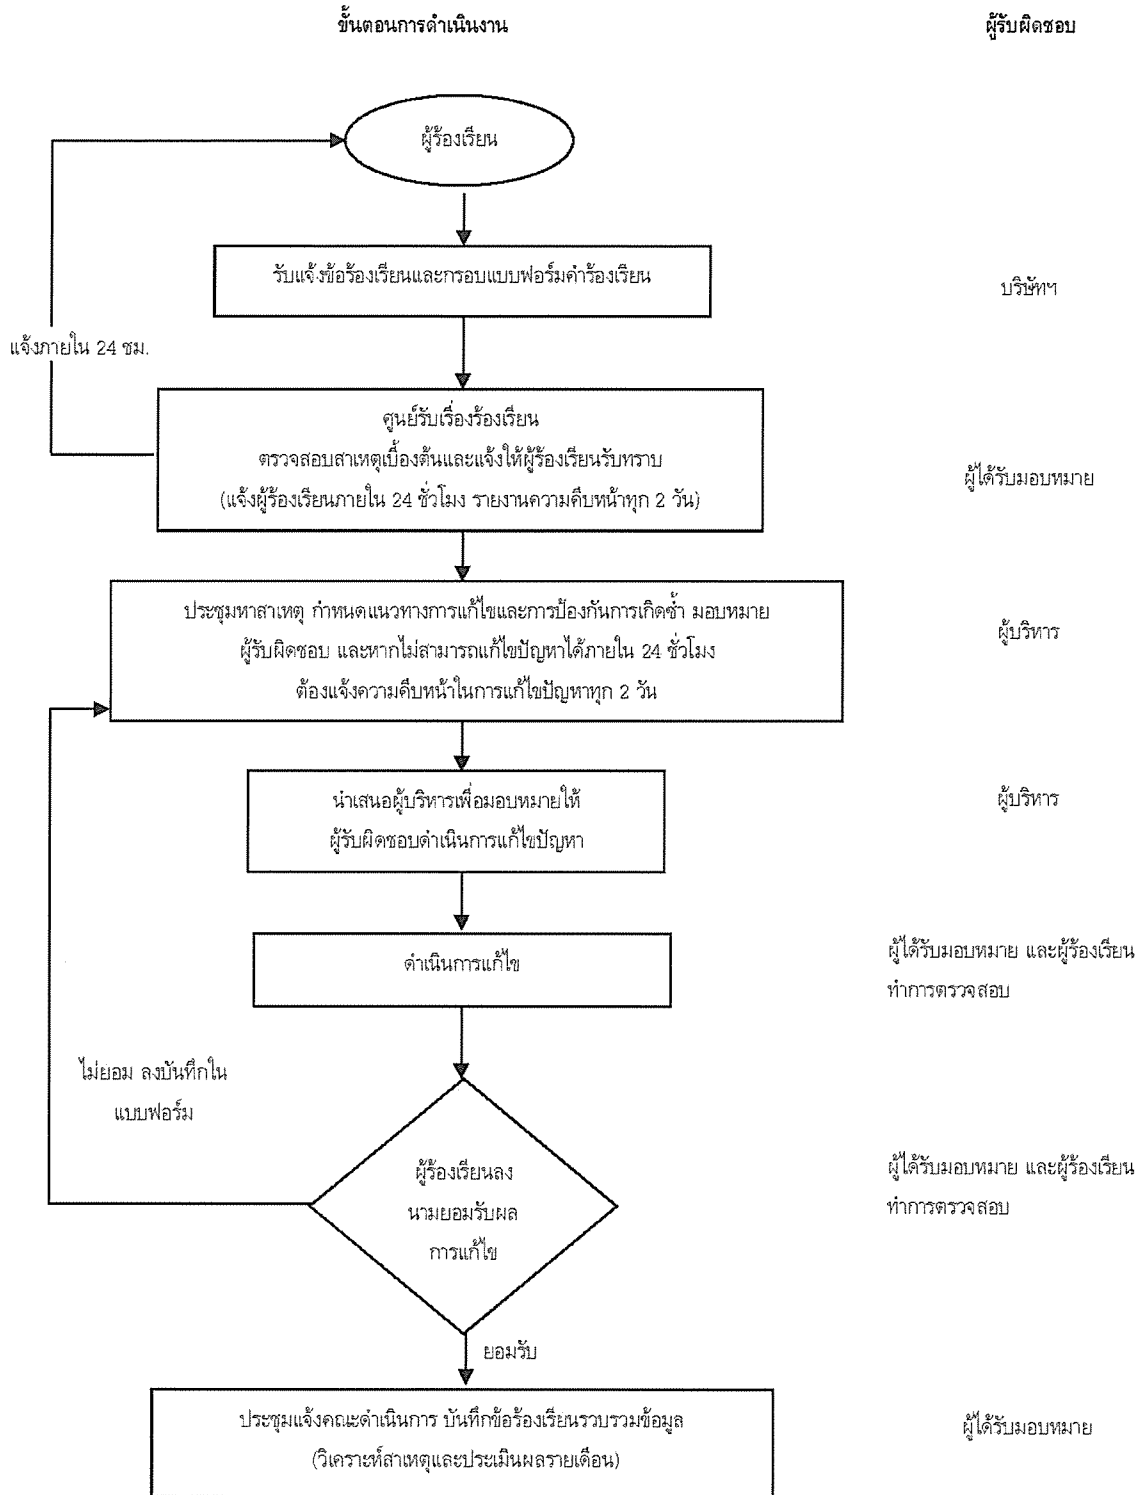 ขั้นตอนการดำเนินงาน
ผู้รับผิดชอบ
ผู้ร้องเรียน
รับแจ้งข้อร้องเรียนและกรอบแบบฟอร์มคำร้องเรียน
บริษัทฯ
แจ้งภายใน 24 ชม.
ศูนย์รับเรื่องร้องเรียน
ตรวจสอบสาเหตุเบื้องต้นและแจ้งให้ผู้ร้องเรียนรับทราบ
(แจ้งผู้ร้องเรียนภายใน 24 ชั่วโมง รายงานความคืบหน้าทุก 2 วัน)
ผู้ได้รับมอบหมาย
ประชุมหาสาเหตุ กำหนดแนวทางการแก้ไขและการป้องกันการเกิดซ้ำ มอบหมาย
ผู้รับผิดชอบ และหากไม่สามารถแก้ไขปัญหาได้ภายใน 24 ชั่วโมง
ต้องแจ้งความคืบหน้าในการแก้ไขปัญหาทุก 2 วัน
ผู้บริหาร
นำเสนอผู้บริหารเพื่อมอบหมายให้
ผู้รับผิดชอบดำเนินการแก้ไขปัญหา
ผู้บริหาร
ดำเนินการแก้ไข
ผู้ได้รับมอบหมาย และผู้ร้องเรียน
ทำการตรวจสอบ
ไม่ยอม ลงบันทึกใน
แบบฟอร์ม
ผู้ร้องเรียนลง
นามยอมรับผล
การแก้ไข
ผู้ได้รับมอบหมาย และผู้ร้องเรียน
ทำการตรวจสอบ
ยอมรับ
ประชุมแจ้งคณะดำเนินการ บันทึกข้อร้องเรียนรวบรวมข้อมูล
(วิเคราะห์สาเหตุและประเมินผลรายเดือน)
ผู้ได้รับมอบหมาย